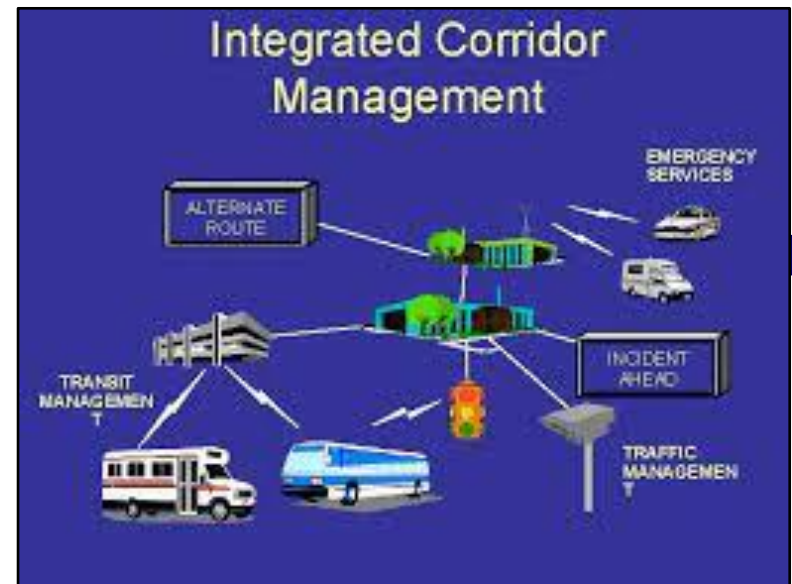 Integrated Corridor
Management
EMERGENCY
SERVICES
ALTERNATE
ROUTE
INCIDENT
AHEAD
TRANSIT
MANAGEMEN
T
TRAFFIC
MANAGEMEN
T